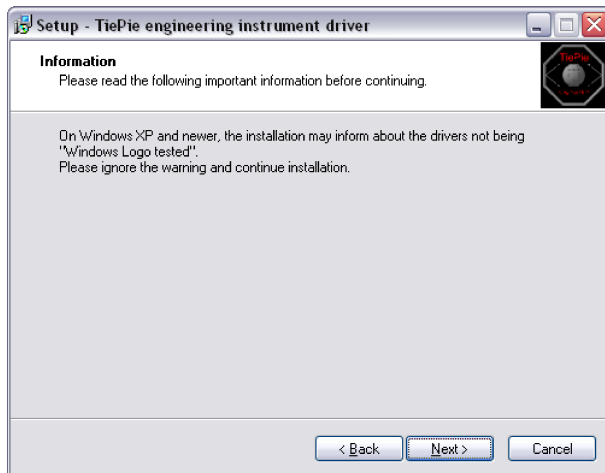 Setup - TiePie engineering instrument driver
Information
Please read the following important information before continuing.
TiePie
On Windows XP and newer, the installation may inform about the drivers not being
"Windows Logo tested".
Please ignore the warning and continue installation.
< Back
Next >
Cancel